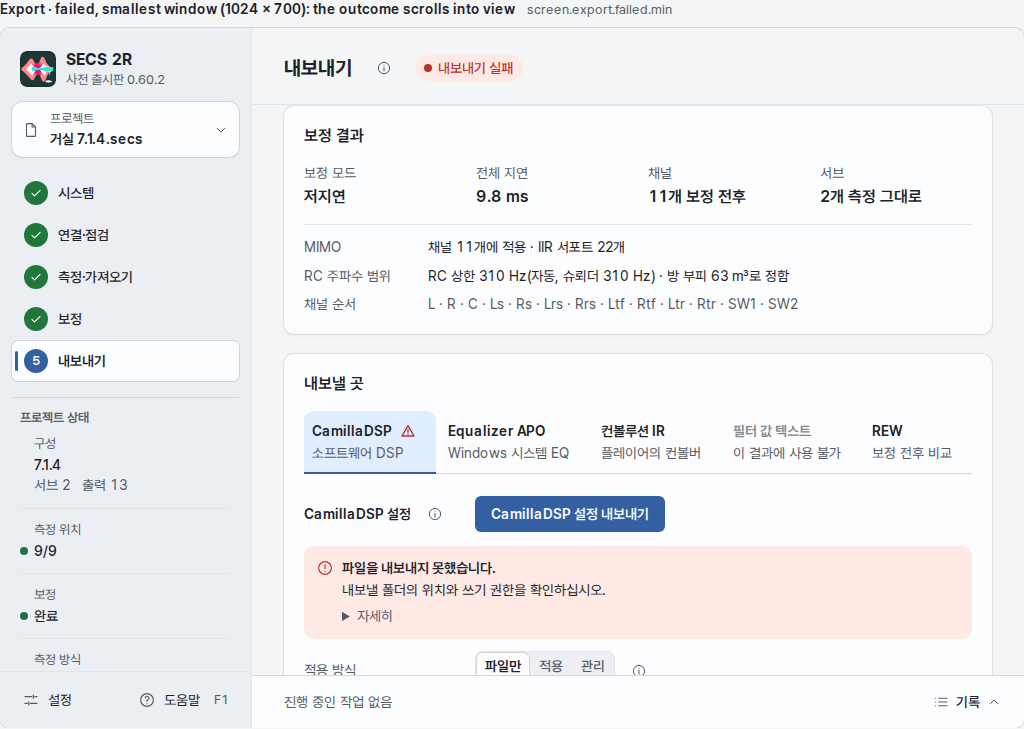 Export · failed, smallest window (1024 × 700): the outcome scrolls into view screen.export.failed.min
SECS 2R
사전 출시판 0.60.2
프로젝트
거실 7.1.4.secs
시스템
연결·점검
측정·가져오기
보정
5 내보내기
프로젝트 상태
구성
7.1.4
서브 2 출력 13
측정 위치
9/9
보정
완료
측정 방식
설정 도움말 F1
내보내기 내보내기 실패
보정 결과
보정 모드 전체 지연 채널 서브
저지연 9.8 ms 11개 보정 전후 2개 측정 그대로
MIMO 채널 11개에 적용 · IIR 서포트 22개
RC 주파수 범위 RC 상한 310 Hz(자동, 슈뢰더 310 Hz) · 방 부피 63 m³로 정함
채널 순서 L · R · C · Ls · Rs · Lrs · Rrs · Ltf · Rtf · Ltr · Rtr · SW1 · SW2
내보낼 곳
CamillaDSP Equalizer APO 컨볼루션 IR 필터 값 텍스트 REW
소프트웨어 DSP Windows 시스템 EQ 플레이어의 컨볼버 이 결과에 사용 불가 보정 전후 비교
CamillaDSP 설정 CamillaDSP 설정 내보내기
파일을 내보내지 못했습니다.
내보낼 폴더의 위치와 쓰기 권한을 확인하십시오.
자세히
적용 방식 파일만 적용 관리
진행 중인 작업 없음 기록